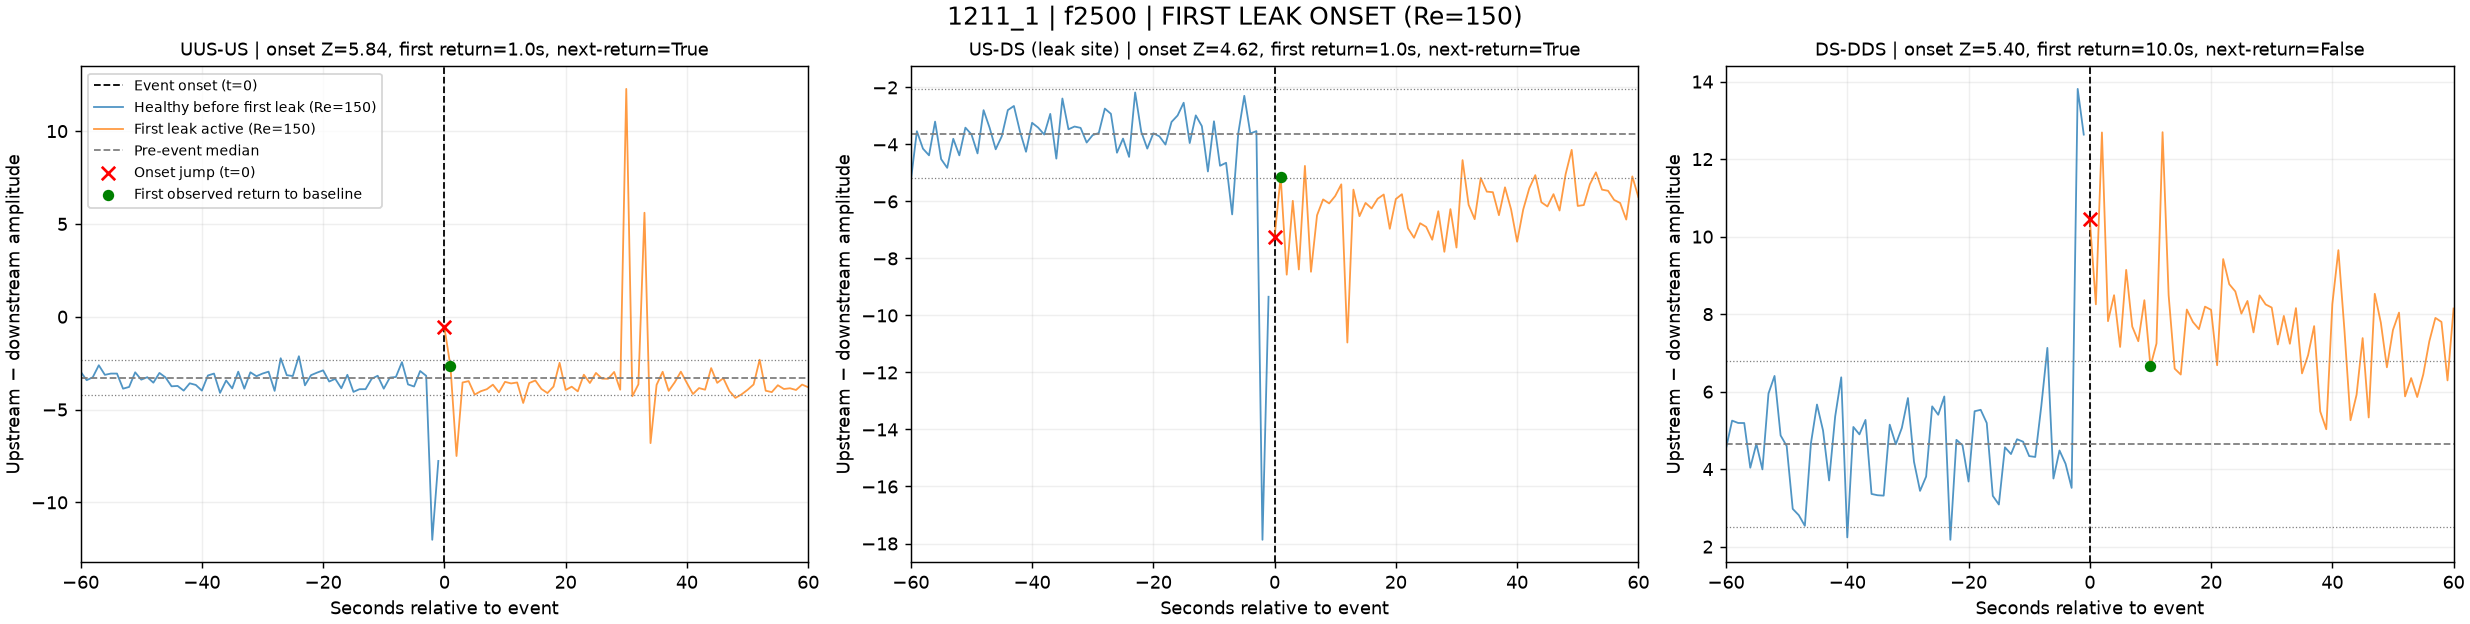 1211_1 | f2500 | FIRST LEAK ONSET (Re=150)
UUS-US | onset Z=5.84, first return=1.0s, next-return=True
Upstream − downstream amplitude
10
5
0
−5
−10
Event onset (t=0)
Healthy before first leak (Re=150)
First leak active (Re=150)
Pre-event median
Onset jump (t=0)
First observed return to baseline
−60
−40
−20
0
20
40
60
Seconds relative to event
US-DS (leak site) | onset Z=4.62, first return=1.0s, next-return=True
Upstream − downstream amplitude
−2
−4
−6
−8
−10
−12
−14
−16
−18
−60
−40
−20
0
20
40
60
Seconds relative to event
DS-DDS | onset Z=5.40, first return=10.0s, next-return=False
Upstream − downstream amplitude
14
12
10
8
6
4
2
−60
−40
−20
0
20
40
60
Seconds relative to event